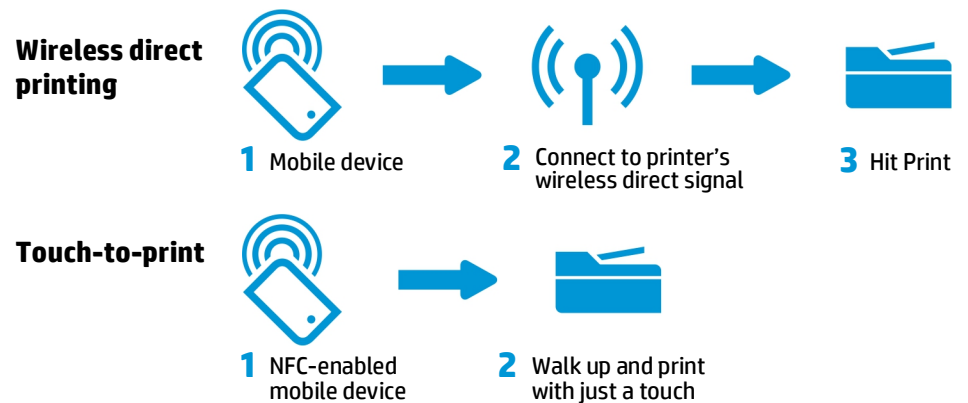 Wireless direct
printing
1 Mobile device
2 Connect to printer's
wireless direct signal
3 Hit Print
Touch-to-print
1 NFC-enabled
mobile device
2 Walk up and print
with just a touch